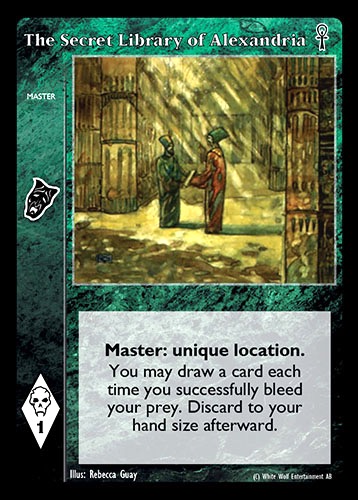 The Secret Library of Alexandria
MASTER
Master: unique location.
You may draw a card each
time you successfully bleed
your prey. Discard to your
hand size afterward.
1
Illus: Rebecca Guay
(C) White Wolf Entertainment AB